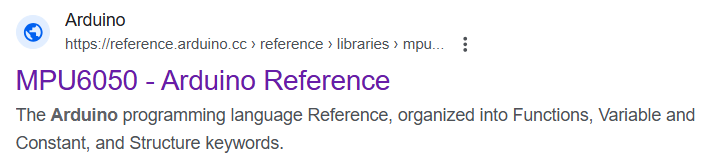 Arduino
https://reference.arduino.cc › reference › libraries › mpu...
MPU6050 - Arduino Reference
The Arduino programming language Reference, organized into Functions, Variable and
Constant, and Structure keywords.